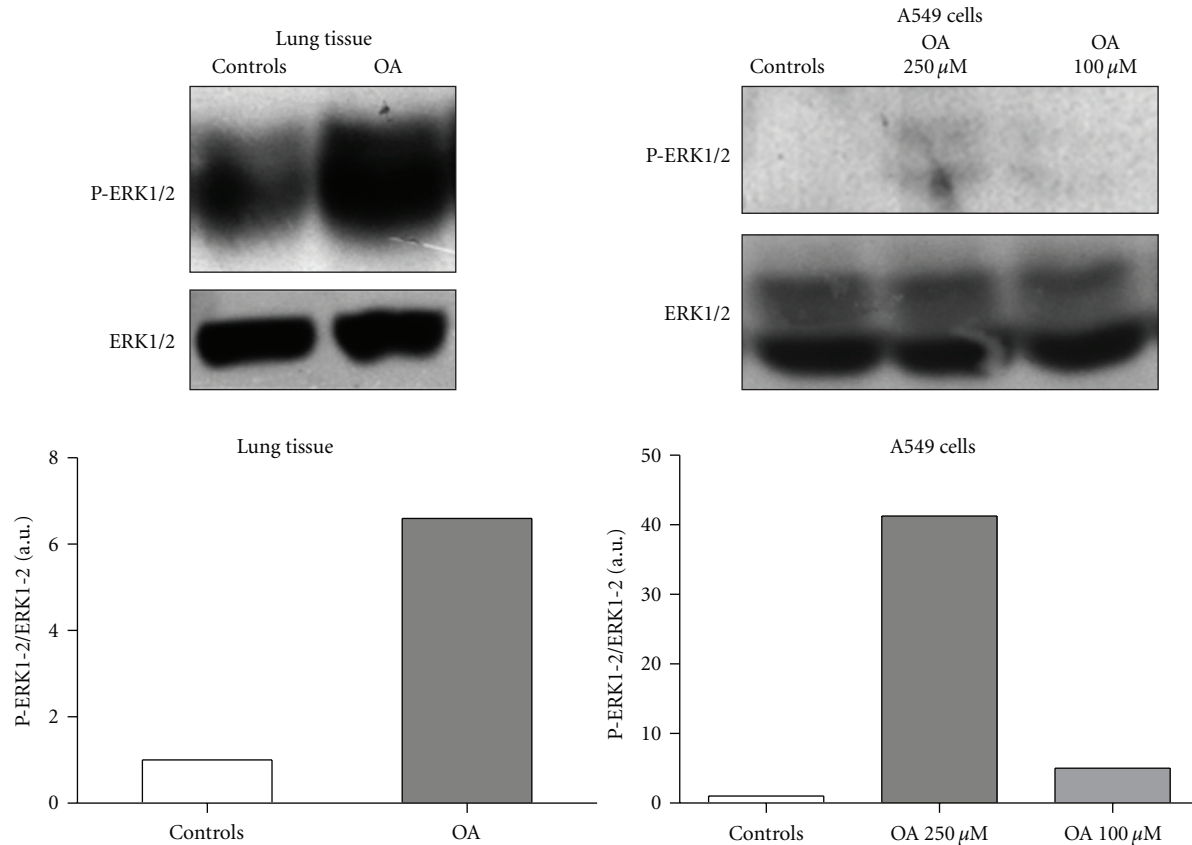 Lung tissue
Controls OA
P-ERK1/2
ERK1/2
A549 cells
OA OA
Controls 250 µM 100 µM
P-ERK1/2
ERK1/2
Lung tissue
8
6
4
2
0
P-ERK1-2/ERK1-2 (a.u.)
Controls OA
A549 cells
50
40
30
20
10
0
P-ERK1-2/ERK1-2 (a.u.)
Controls OA 250 µM OA 100 µM